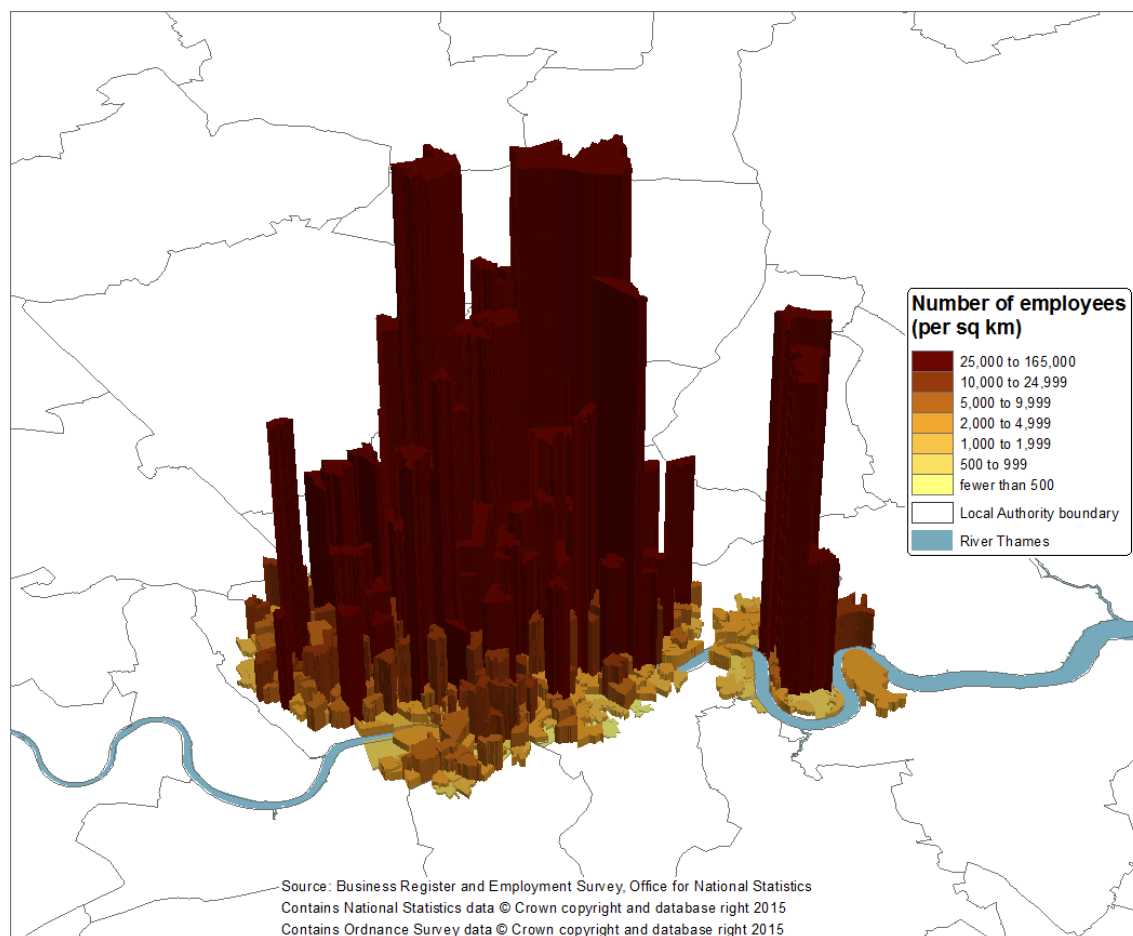 Number of employees
(per sq km)
25,000 to 165,000
10,000 to 24,999
5,000 to 9,999
2,000 to 4,999
1,000 to 1,999
500 to 999
fewer than 500
Local Authority boundary
River Thames
Source: Business Register and Employment Survey, Office for National Statistics
Contains National Statistics data © Crown copyright and database right 2015
Contains Ordnance Survey data © Crown copyright and database right 2015